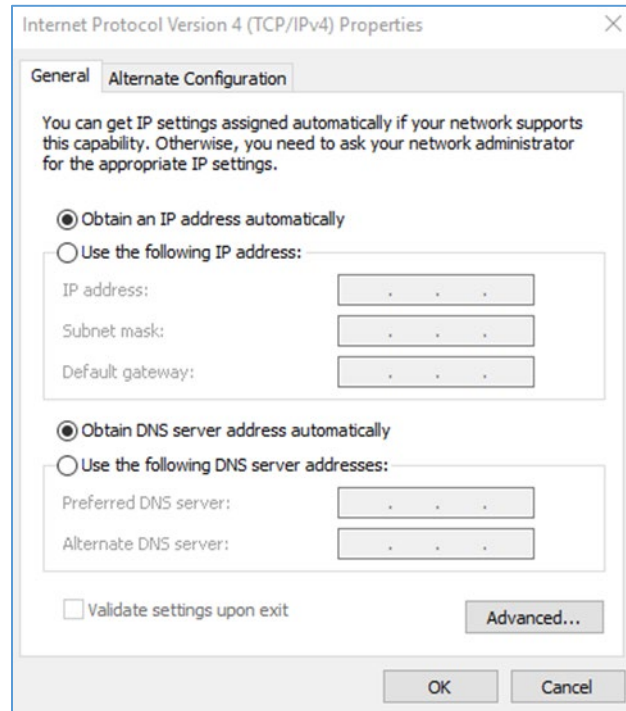 Internet Protocol Version 4 (TCP/IPv4) Properties
General
Alternate Configuration
You can get IP settings assigned automatically if your network supports
this capability. Otherwise, you need to ask your network administrator
for the appropriate IP settings.
Obtain an IP address automatically
Use the following IP address:
IP address:
Subnet mask:
Default gateway:
Obtain DNS server address automatically
Use the following DNS server addresses:
Preferred DNS server:
Alternate DNS server:
Validate settings upon exit
Advanced...
OK
Cancel